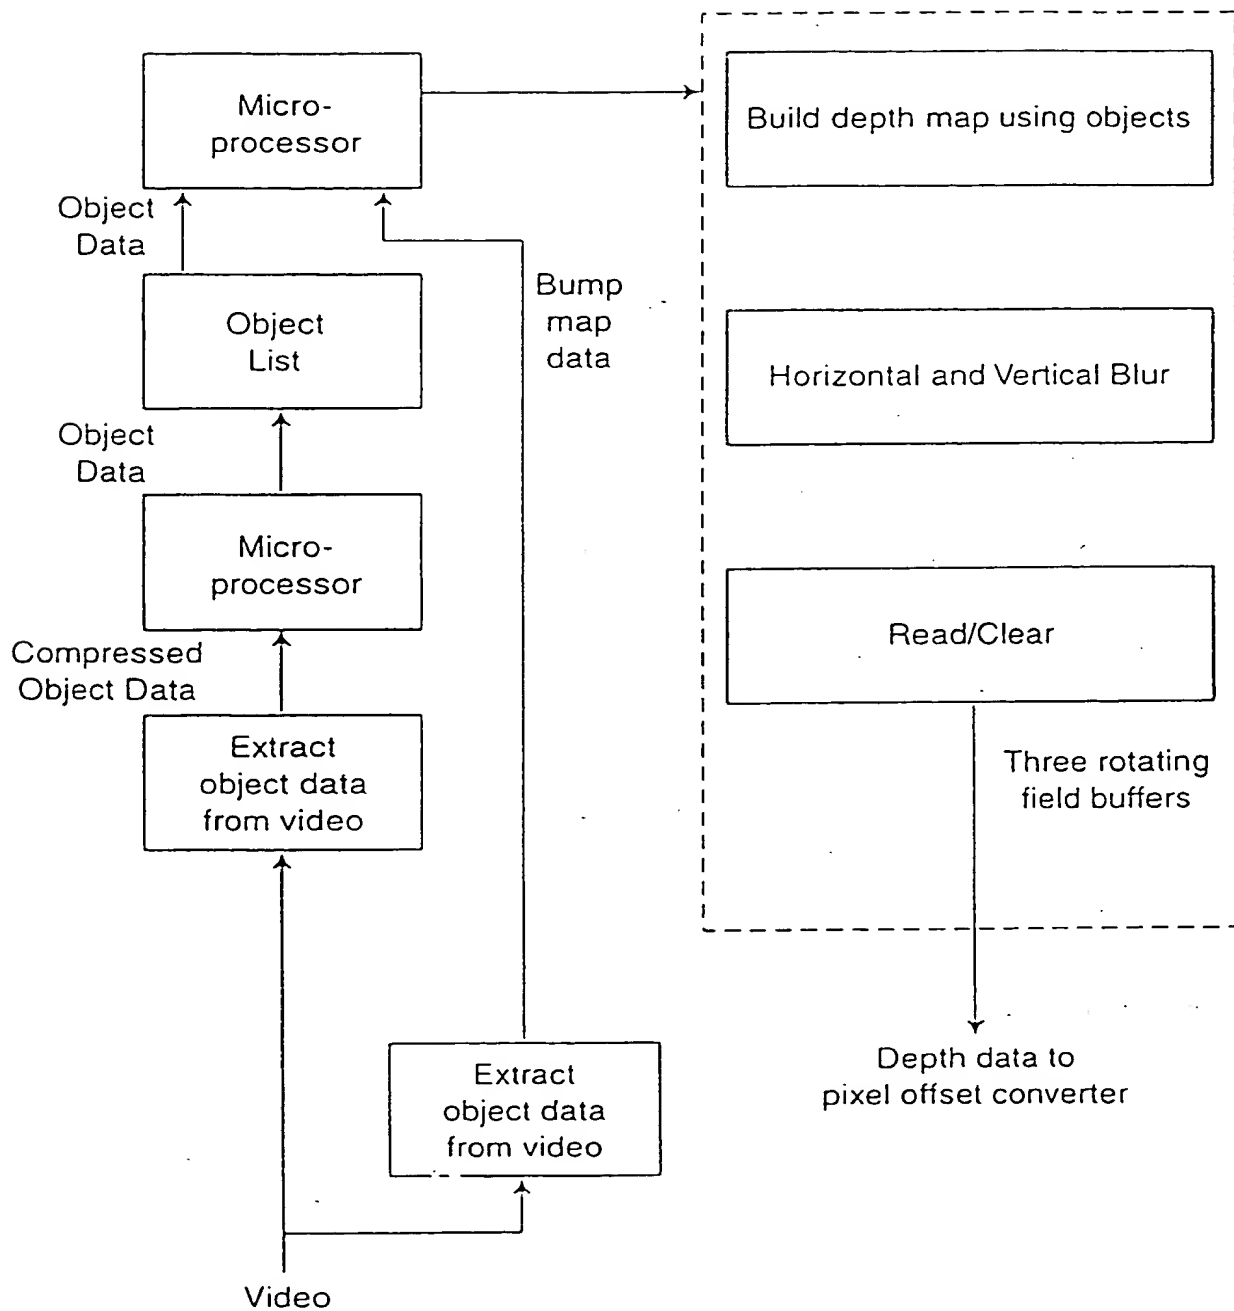 Micro-
processor
Build depth map using objects
Object
Data
Object
List
Bump
map
data
Horizontal and Vertical Blur
Object
Data
Micro-
processor
Read/Clear
Compressed
Object Data
Extract
object data
from video
Three rotating
field buffers
Extract
object data
from video
Depth data to
pixel offset converter
Video